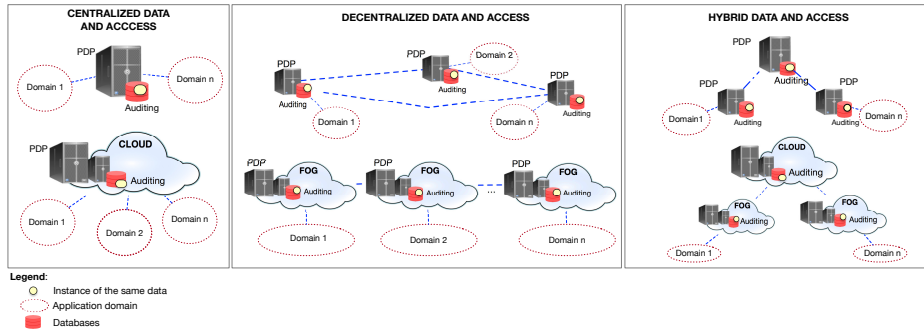 CENTRALIZED DATA
AND ACCCESS
PDP
Domain 1
Domain n
Auditing
PDP
CLOUD
Auditing
Domain 1
Domain 2
Domain n
DECENTRALIZED DATA AND ACCESS
PDP
Auditing
Domain 1
PDP
Domain 2
Auditing
PDP
Domain n
Auditing
PDP
FOG
Auditing
Domain 1
PDP
FOG
Auditing
Domain 2
...
PDP
FOG
Auditing
Domain n
HYBRID DATA AND ACCESS
PDP
Auditing
PDP
Domain1
Auditing
PDP
Domain n
Auditing
CLOUD
Auditing
FOG
Auditing
Domain 1
FOG
Auditing
Domain n
Legend:
Instance of the same data
Application domain
Databases